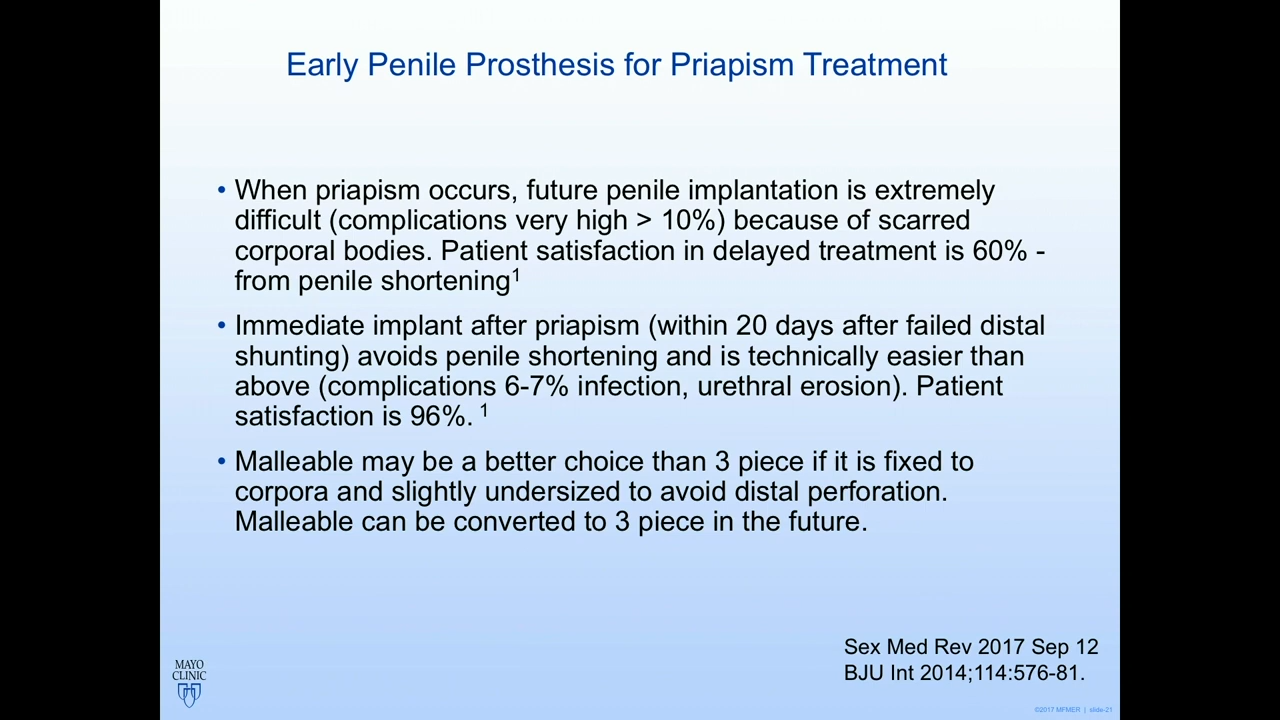 Early Penile Prosthesis for Priapism Treatment
• When priapism occurs, future penile implantation is extremely
difficult (complications very high > 10%) because of scarred
corporal bodies. Patient satisfaction in delayed treatment is 60% -
from penile shortening1
• Immediate implant after priapism (within 20 days after failed distal
shunting) avoids penile shortening and is technically easier than
above (complications 6-7% infection, urethral erosion). Patient
satisfaction is 96%. 1
• Malleable may be a better choice than 3 piece if it is fixed to
corpora and slightly undersized to avoid distal perforation.
Malleable can be converted to 3 piece in the future.
Sex Med Rev 2017 Sep 12
BJU Int 2014;114:576-81.
MAYO
CLINIC
©2017 MFMER | slide-21